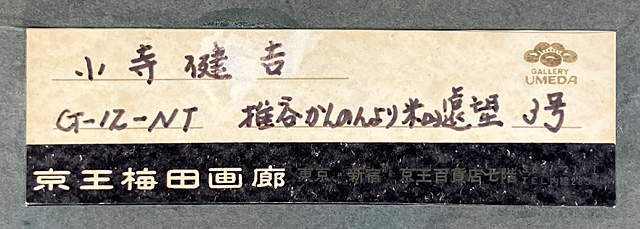 小寺健吉
GALLERY
UMEDA
G-12-NT 椎谷かんのんより米山遠望 3号
京王梅田画廊 東京・新宿 京王百貨店七階